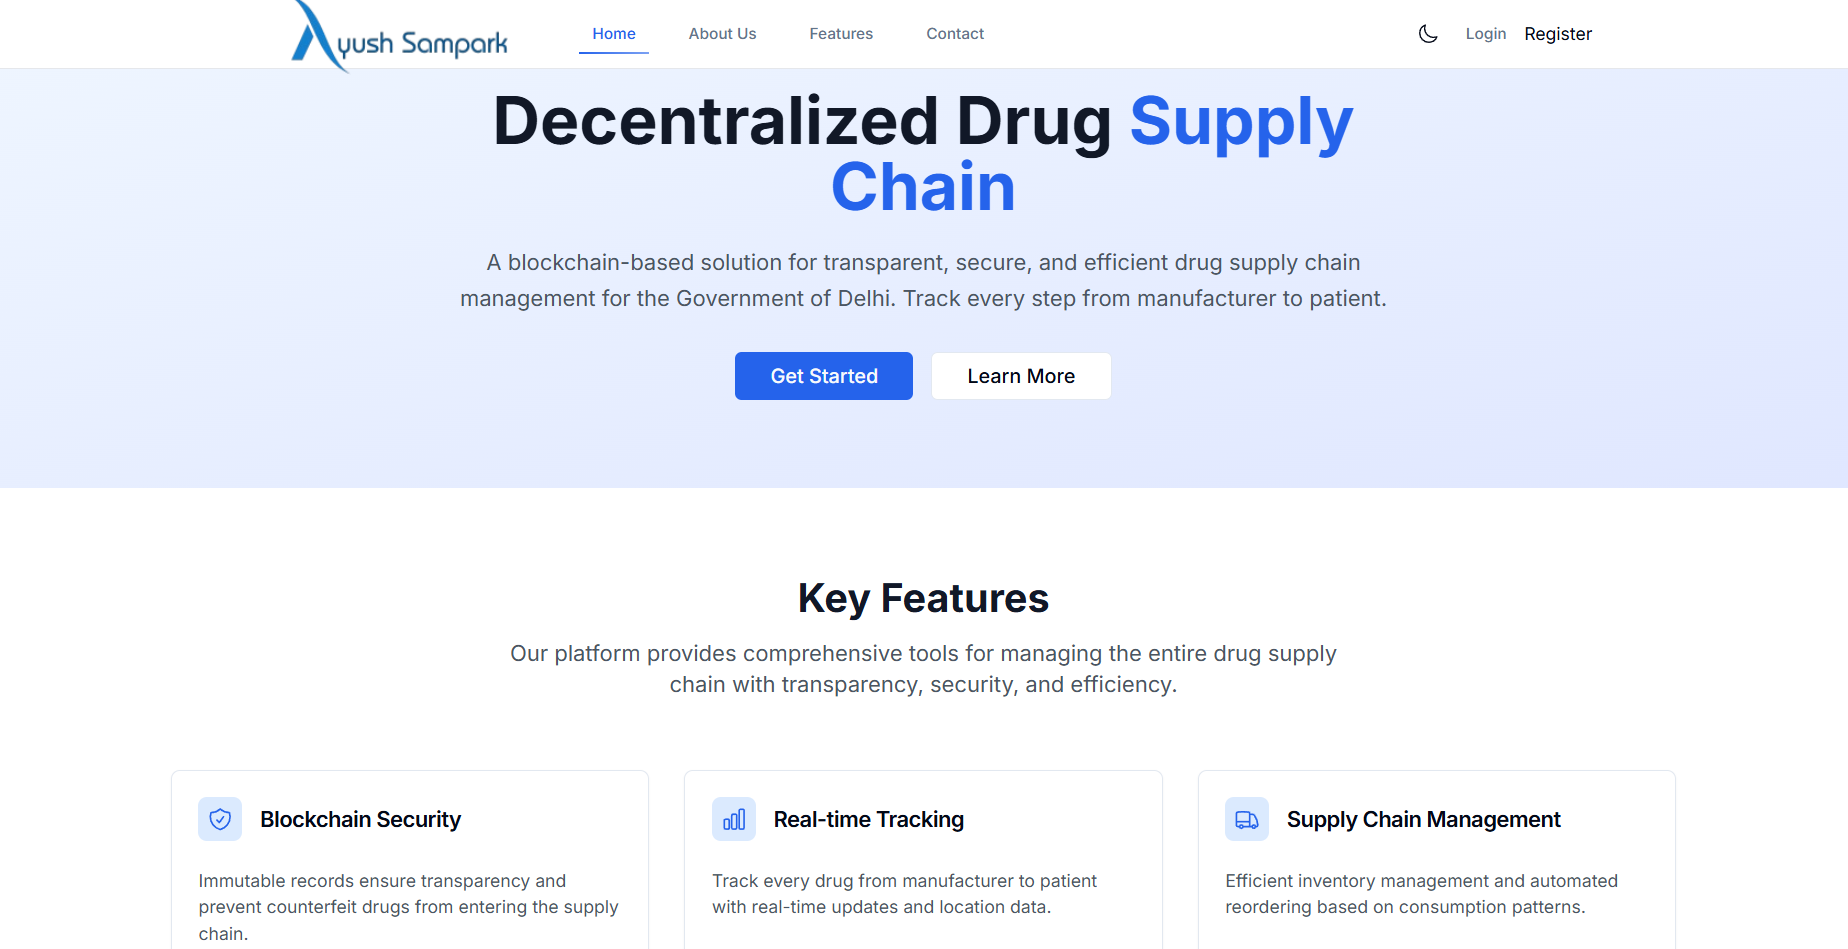 Ayush Sampark
Home
About Us
Features
Contact
Login
Register
Decentralized Drug Supply
Chain
A blockchain-based solution for transparent, secure, and efficient drug supply chain
management for the Government of Delhi. Track every step from manufacturer to patient.
Get Started
Learn More
Key Features
Our platform provides comprehensive tools for managing the entire drug supply
chain with transparency, security, and efficiency.
Blockchain Security
Immutable records ensure transparency and
prevent counterfeit drugs from entering the supply
chain.
Real-time Tracking
Track every drug from manufacturer to patient
with real-time updates and location data.
Supply Chain Management
Efficient inventory management and automated
reordering based on consumption patterns.